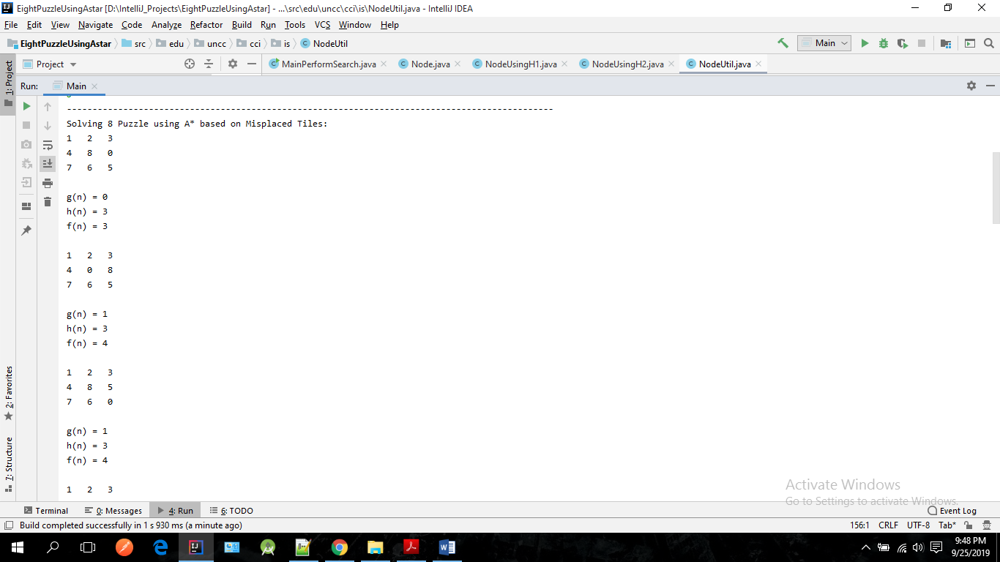 EightPuzzleUsingAstar [D:\IntelliJ_Projects\EightPuzzleUsingAstar] - ...\src\edu\uncc\cci\is\NodeUtil.java - IntelliJ IDEA
File Edit View Navigate Code Analyze Refactor Build Run Tools VCS Window Help
EightPuzzleUsingAstar src edu uncc cci is NodeUtil Main
1: Project
Project MainPerformSearch.java Node.java NodeUsingH1.java NodeUsingH2.java NodeUtil.java
Run: Main
-----------------------------------------------------------------------------------------------
Solving 8 Puzzle using A* based on Misplaced Tiles:
1 2 3
4 8 0
7 6 5
g(n) = 0
h(n) = 3
f(n) = 3
1 2 3
4 0 8
7 6 5
g(n) = 1
h(n) = 3
f(n) = 4
1 2 3
4 8 5
7 6 0
g(n) = 1
h(n) = 3
f(n) = 4
1 2 3
2: Favorites
7: Structure
Activate Windows
Go to Settings to activate Windows.
Terminal 0: Messages 4: Run 6: TODO Event Log
Build completed successfully in 1 s 930 ms (a minute ago) 156:1 CRLF UTF-8 Tab*
9:48 PM
9/25/2019